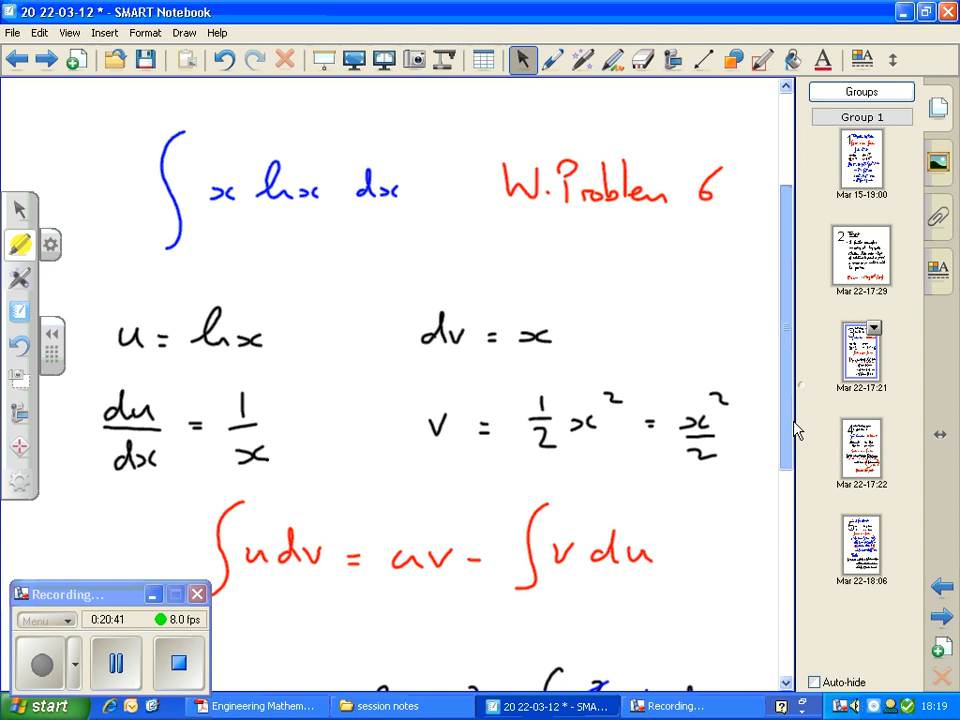 20 22-03-12 * - SMART Notebook
File Edit View Insert Format Draw Help
∫ x lnx dx W. Problem 6
u = lnx dv = x
du/dx = 1/x v = 1/2 x² = x²/2
∫ u dv = uv - ∫ v du
Groups
Group 1
Mar 15-19:00
Mar 22-17:29
Mar 22-17:21
Mar 22-17:22
Mar 22-18:06
Auto-hide
Recording...
Menu
0:20:41 8.0 fps
start Engineering Mathem... session notes 20 22-03-12 * - SMA... Recording... 18:19